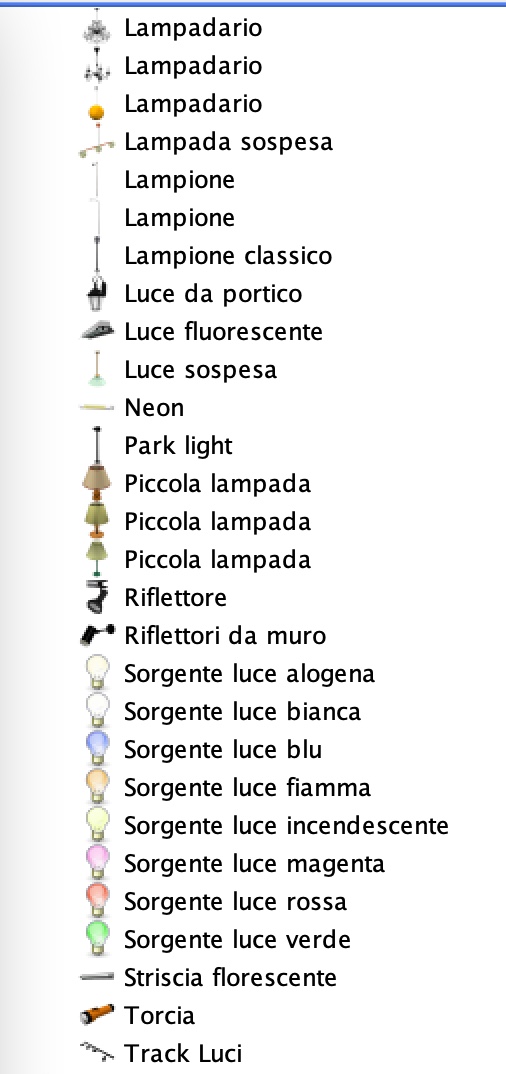 Lampadario
Lampadario
Lampadario
Lampada sospesa
Lampione
Lampione
Lampione classico
Luce da portico
Luce fluorescente
Luce sospesa
Neon
Park light
Piccola lampada
Piccola lampada
Piccola lampada
Riflettore
Riflettori da muro
Sorgente luce alogena
Sorgente luce bianca
Sorgente luce blu
Sorgente luce fiamma
Sorgente luce incendescente
Sorgente luce magenta
Sorgente luce rossa
Sorgente luce verde
Striscia florescente
Torcia
Track Luci